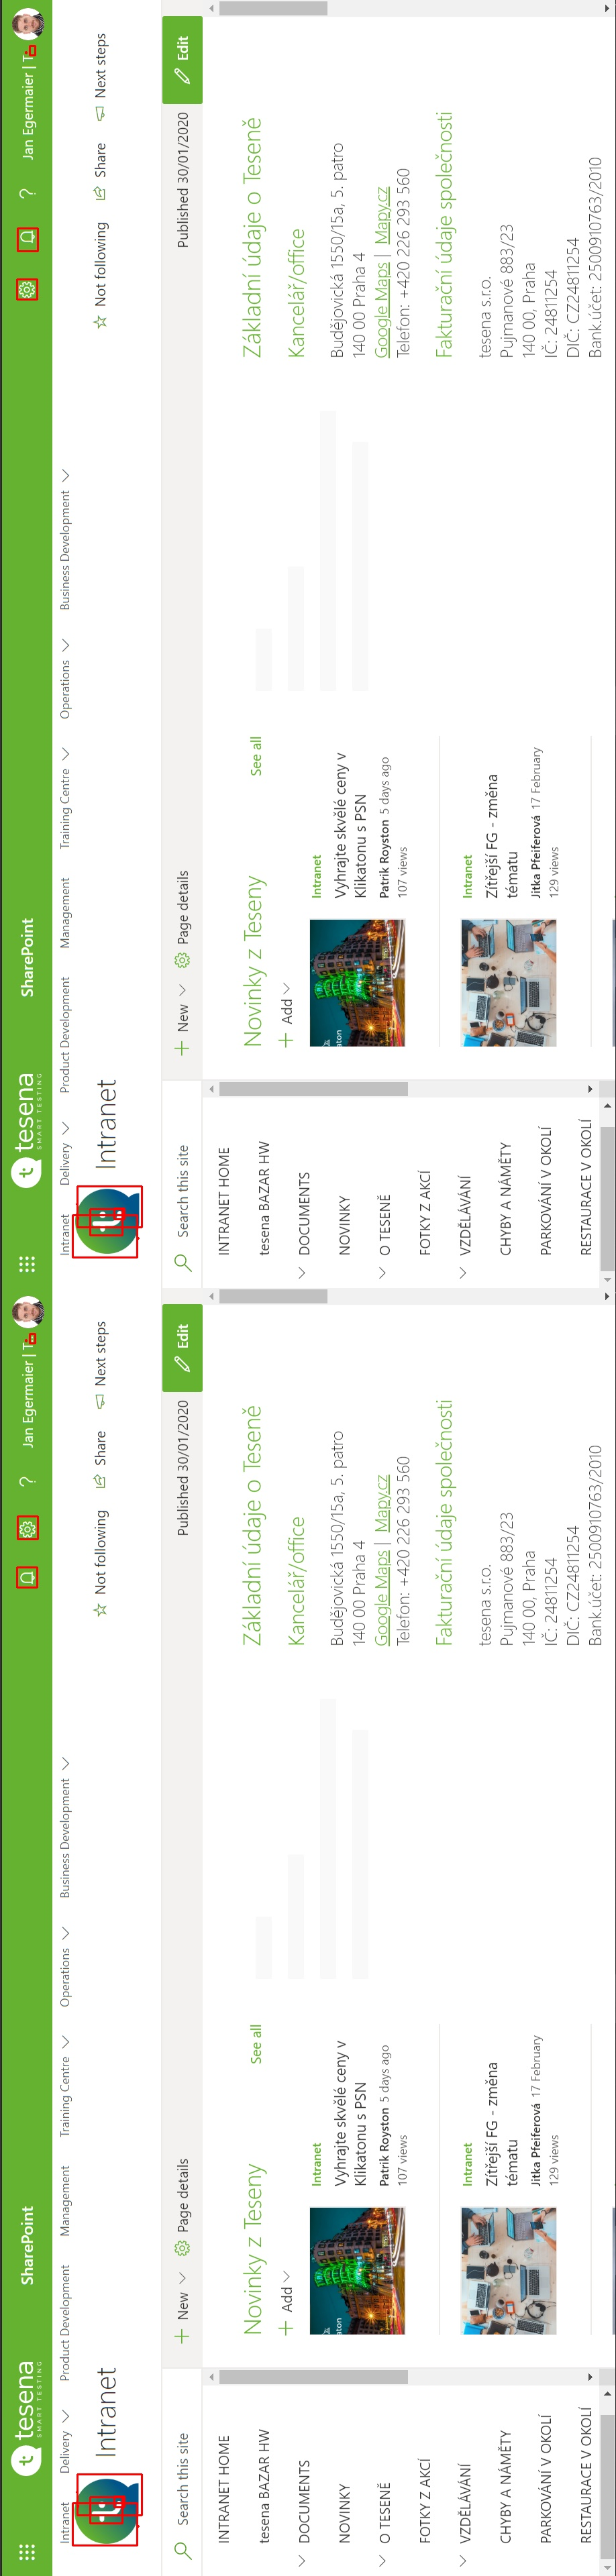 tesena
SMART TESTING
SharePoint
?
Jan Egermaier |
Intranet Delivery Product Development Management Training Centre Operations Business Development
Intranet
Not following Share Next steps
Search this site
New Page details
Published 30/01/2020
Edit
INTRANET HOME
tesena BAZAR HW
DOCUMENTS
NOVINKY
O TESENĚ
FOTKY Z AKCÍ
VZDĚLÁVÁNÍ
CHYBY A NÁMĚTY
PARKOVÁNÍ V OKOLÍ
RESTAURACE V OKOLÍ
Novinky z Teseny
See all
Add
Intranet
Vyhrajte skvělé ceny v
Klikatonu s PSN
Patrik Royston 5 days ago
107 views
Intranet
Zítřejší FG - změna
tématu
Jitka Pfeiferová 17 February
129 views
Základní údaje o Teseně
Kancelář/office
Budějovická 1550/15a, 5. patro
140 00 Praha 4
Google Maps | Mapy.cz
Telefon: +420 226 293 560
Fakturační údaje společnosti
tesena s.r.o.
Pujmanové 883/23
140 00, Praha
IČ: 24811254
DIČ: CZ24811254
Bank.účet: 2500910763/2010
tesena
SMART TESTING
SharePoint
?
Jan Egermaier |
Intranet Delivery Product Development Management Training Centre Operations Business Development
Intranet
Not following Share Next steps
Search this site
New Page details
Published 30/01/2020
Edit
INTRANET HOME
tesena BAZAR HW
DOCUMENTS
NOVINKY
O TESENĚ
FOTKY Z AKCÍ
VZDĚLÁVÁNÍ
CHYBY A NÁMĚTY
PARKOVÁNÍ V OKOLÍ
RESTAURACE V OKOLÍ
Novinky z Teseny
See all
Add
Intranet
Vyhrajte skvělé ceny v
Klikatonu s PSN
Patrik Royston 5 days ago
107 views
Intranet
Zítřejší FG - změna
tématu
Jitka Pfeiferová 17 February
129 views
Základní údaje o Teseně
Kancelář/office
Budějovická 1550/15a, 5. patro
140 00 Praha 4
Google Maps | Mapy.cz
Telefon: +420 226 293 560
Fakturační údaje společnosti
tesena s.r.o.
Pujmanové 883/23
140 00, Praha
IČ: 24811254
DIČ: CZ24811254
Bank.účet: 2500910763/2010